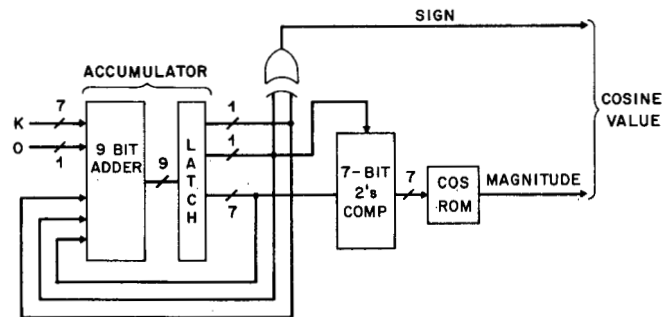 SIGN
ACCUMULATOR
7
K
O
1
9 BIT
ADDER
9
LATCH
1
1
7
7-BIT
2's
COMP
7
COS
ROM
MAGNITUDE
COSINE
VALUE